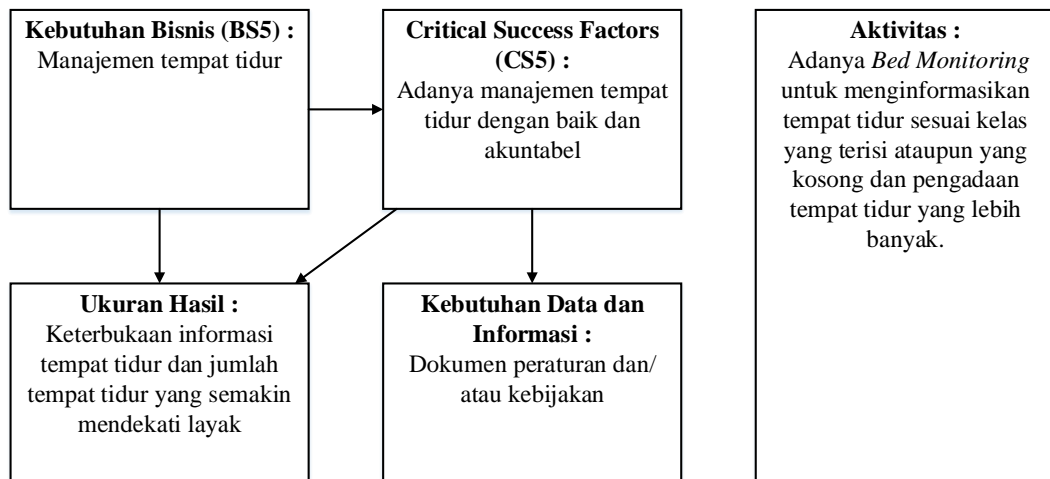 Kebutuhan Bisnis (BS5) :
Manajemen tempat tidur
Critical Success Factors
(CS5) :
Adanya manajemen tempat
tidur dengan baik dan
akuntabel
Aktivitas :
Adanya Bed Monitoring
untuk menginformasikan
tempat tidur sesuai kelas
yang terisi ataupun yang
kosong dan pengadaan
tempat tidur yang lebih
banyak.
Ukuran Hasil :
Keterbukaan informasi
tempat tidur dan jumlah
tempat tidur yang semakin
mendekati layak
Kebutuhan Data dan
Informasi :
Dokumen peraturan dan/
atau kebijakan